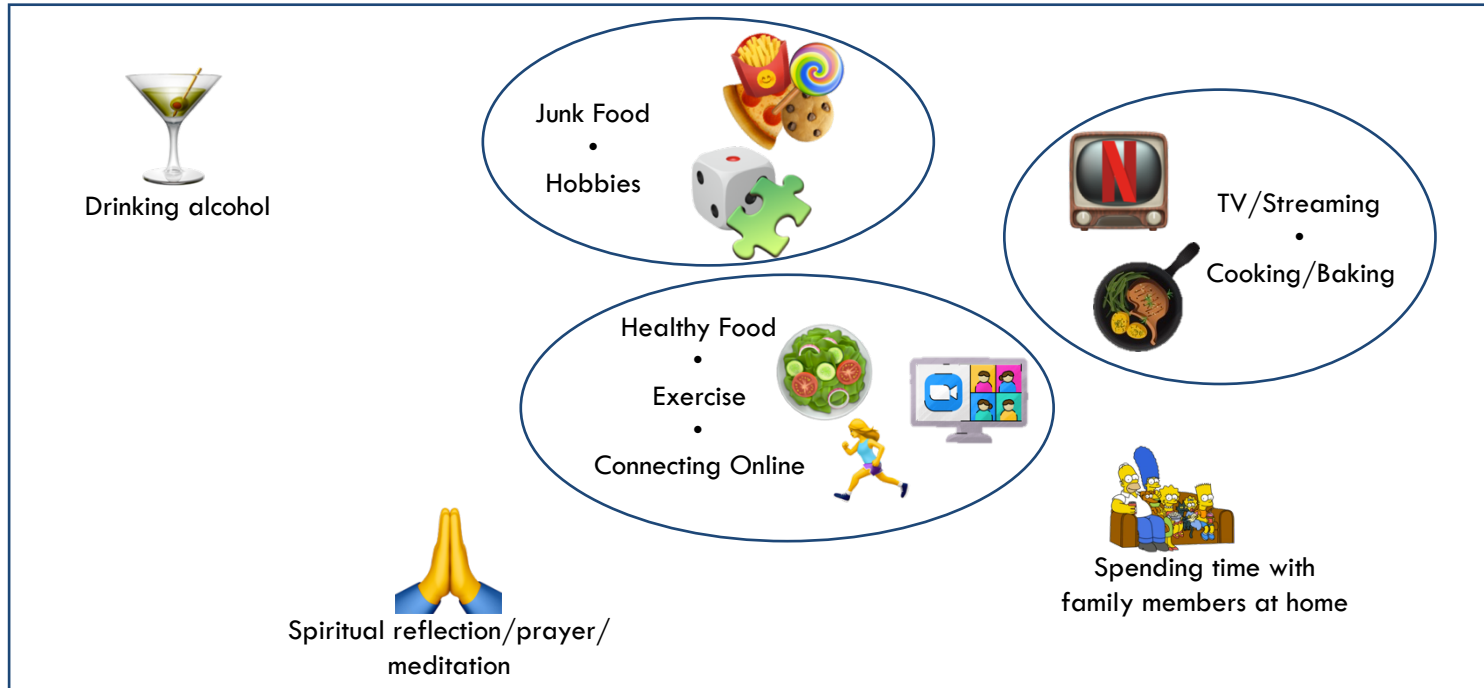 Drinking alcohol
Junk Food
•
Hobbies
N
TV/Streaming
•
Cooking/Baking
Healthy Food
•
Exercise
•
Connecting Online
Spiritual reflection/prayer/
meditation
Spending time with
family members at home